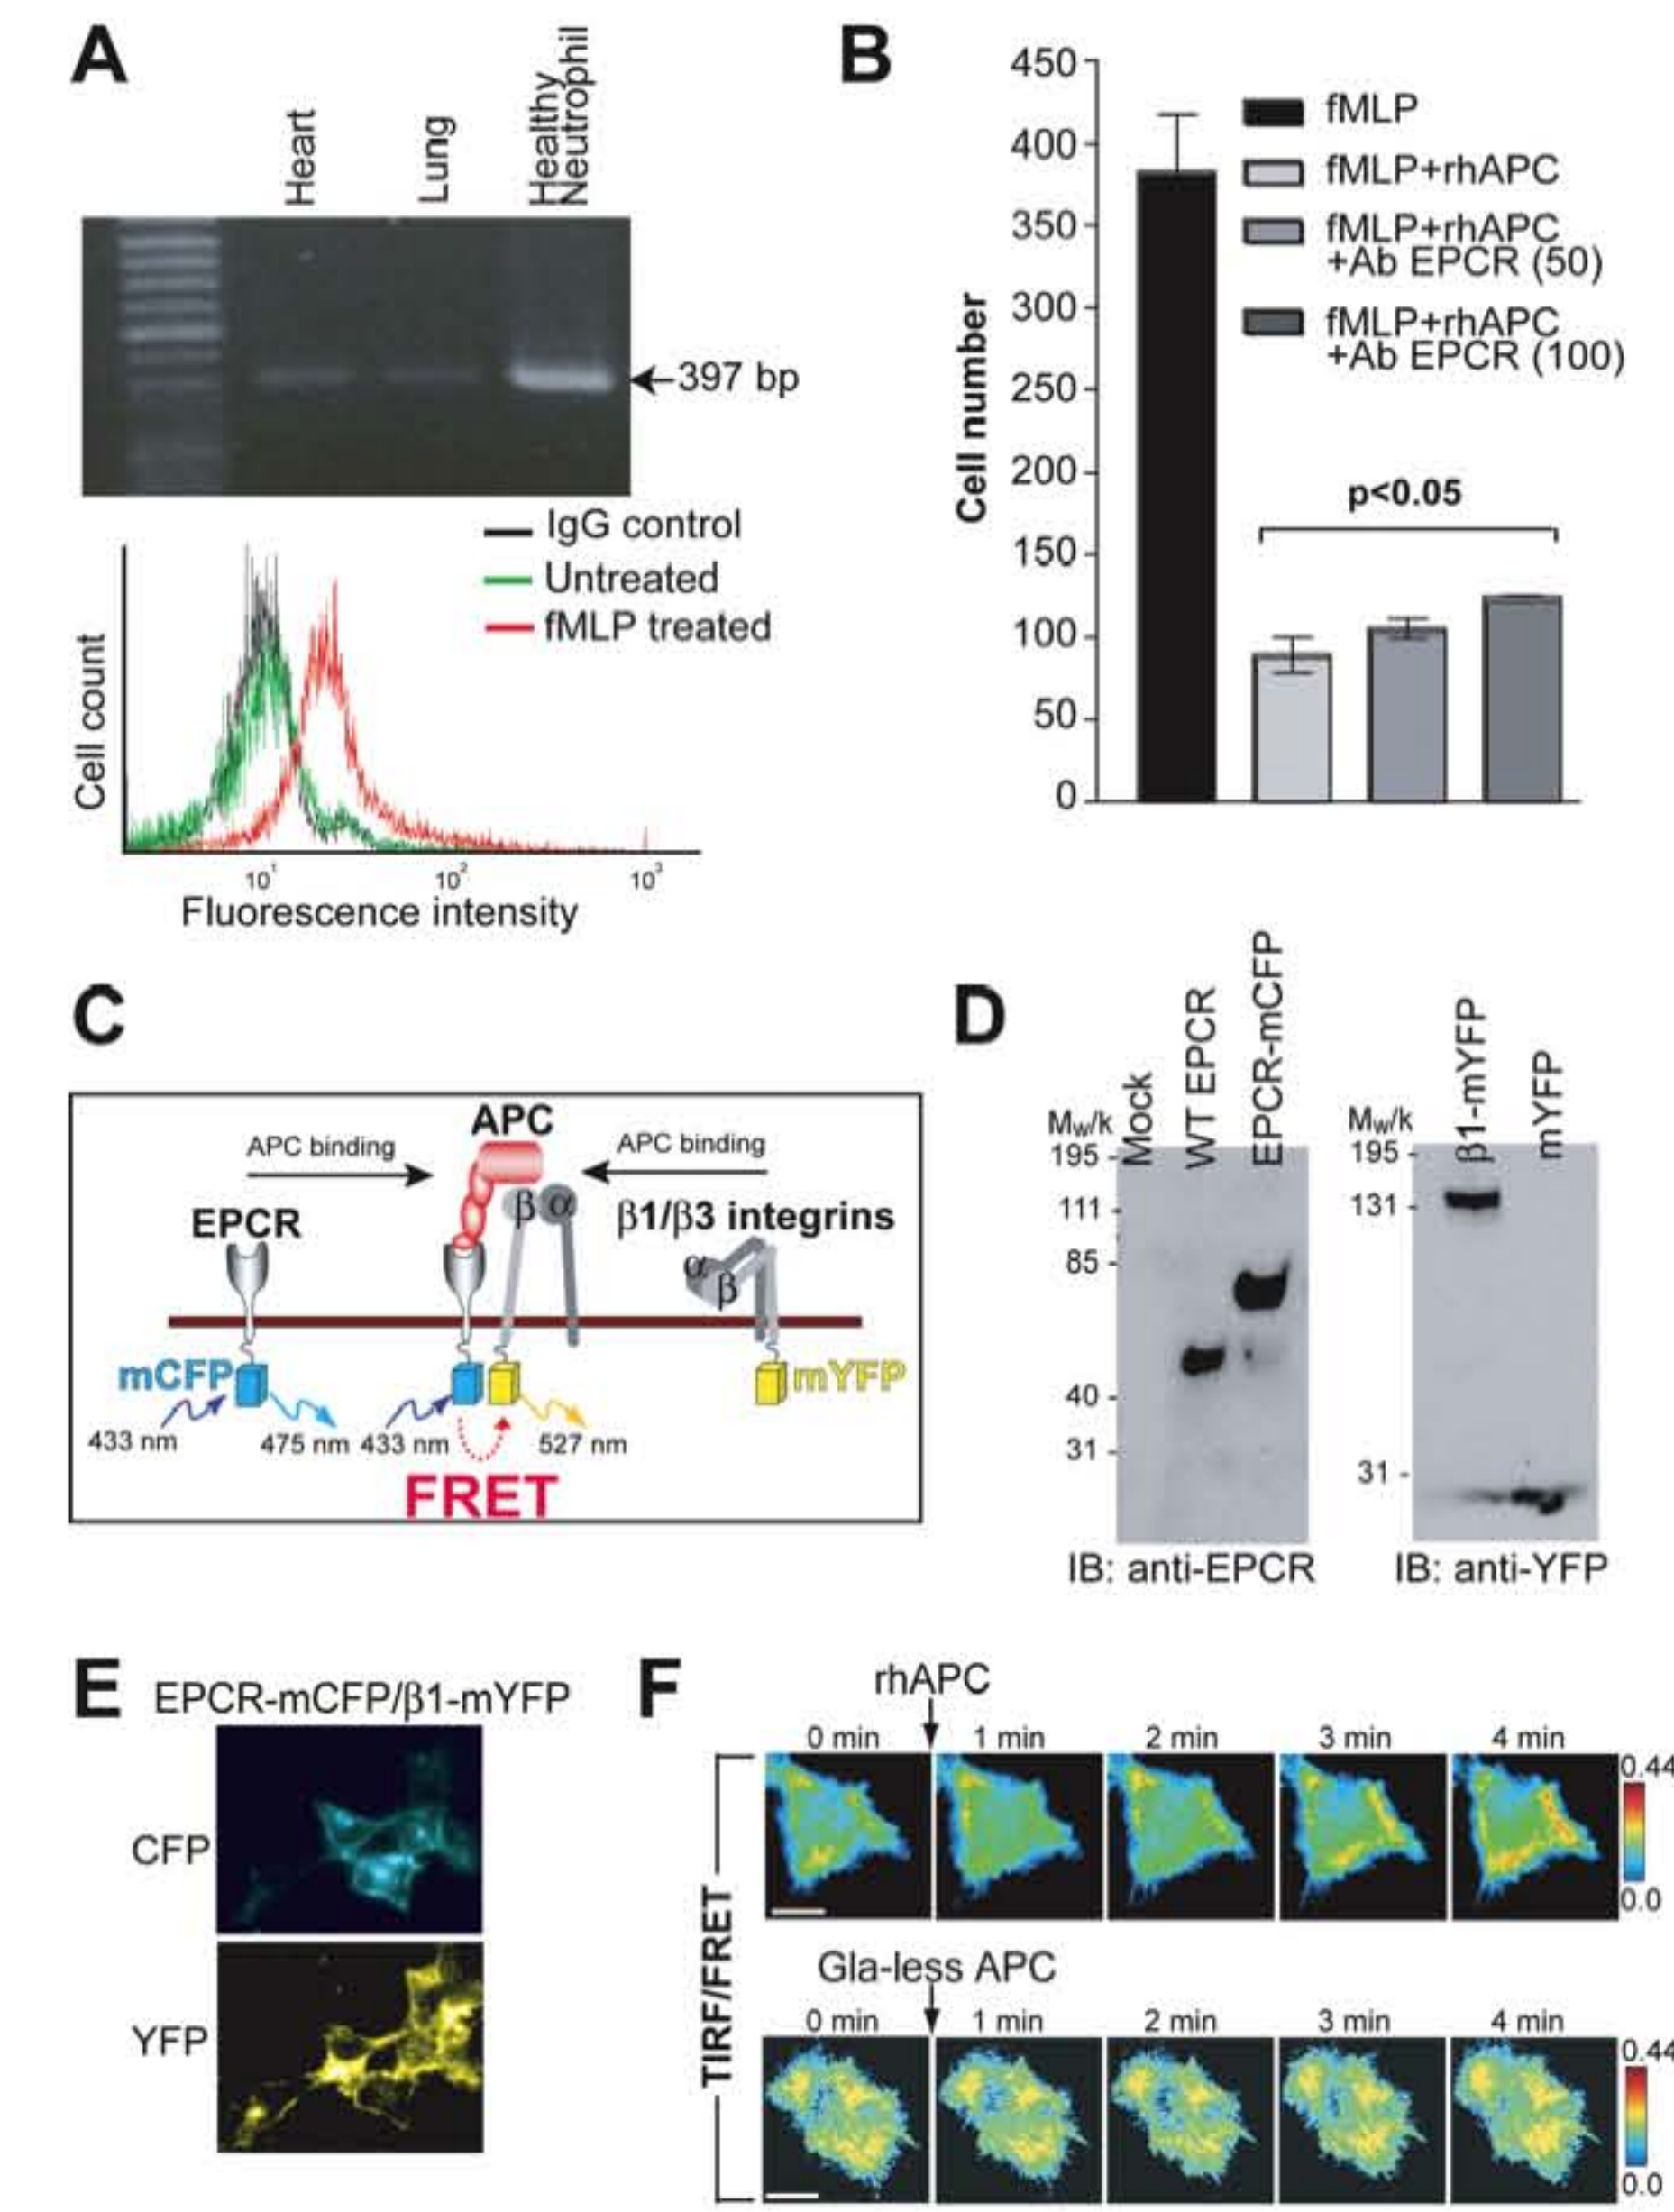 A
Heart
Lung
Healthy
Neutrophil
397 bp
IgG control
Untreated
fMLP treated
Cell count
10¹
10²
10³
Fluorescence intensity
B
450
400
350
300
250
200
150
100
50
0
Cell number
fMLP
fMLP+rhAPC
fMLP+rhAPC
+Ab EPCR (50)
fMLP+rhAPC
+Ab EPCR (100)
p<0.05
C
APC
APC binding
APC binding
EPCR
β α
β1/β3 integrins
α
β
mCFP
mYFP
433 nm
475 nm
433 nm
527 nm
FRET
D
Mw/k
Mock
WT EPCR
EPCR-mCFP
195
111
85
40
31
IB: anti-EPCR
Mw/k
β1-mYFP
mYFP
195
131
31
IB: anti-YFP
E
EPCR-mCFP/β1-mYFP
CFP
YFP
F
TIRF/FRET
rhAPC
0 min
1 min
2 min
3 min
4 min
0.44
0.0
Gla-less APC
0 min
1 min
2 min
3 min
4 min
0.44
0.0